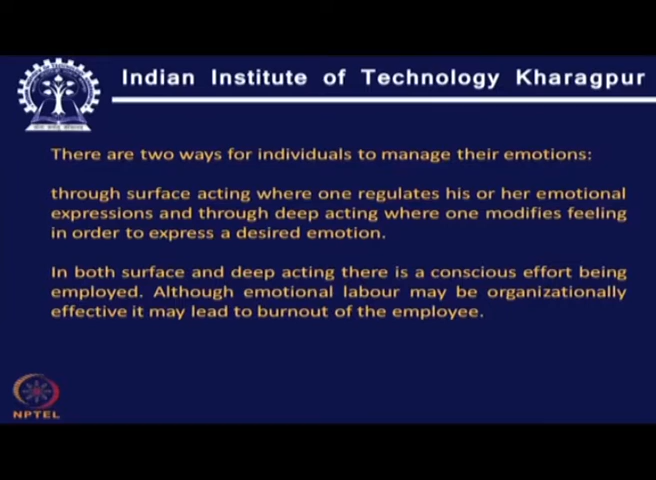 Indian Institute of Technology Kharagpur
There are two ways for individuals to manage their emotions:
through surface acting where one regulates his or her emotional
expressions and through deep acting where one modifies feeling
in order to express a desired emotion.
In both surface and deep acting there is a conscious effort being
employed. Although emotional labour may be organizationally
effective it may lead to burnout of the employee.
NPTEL